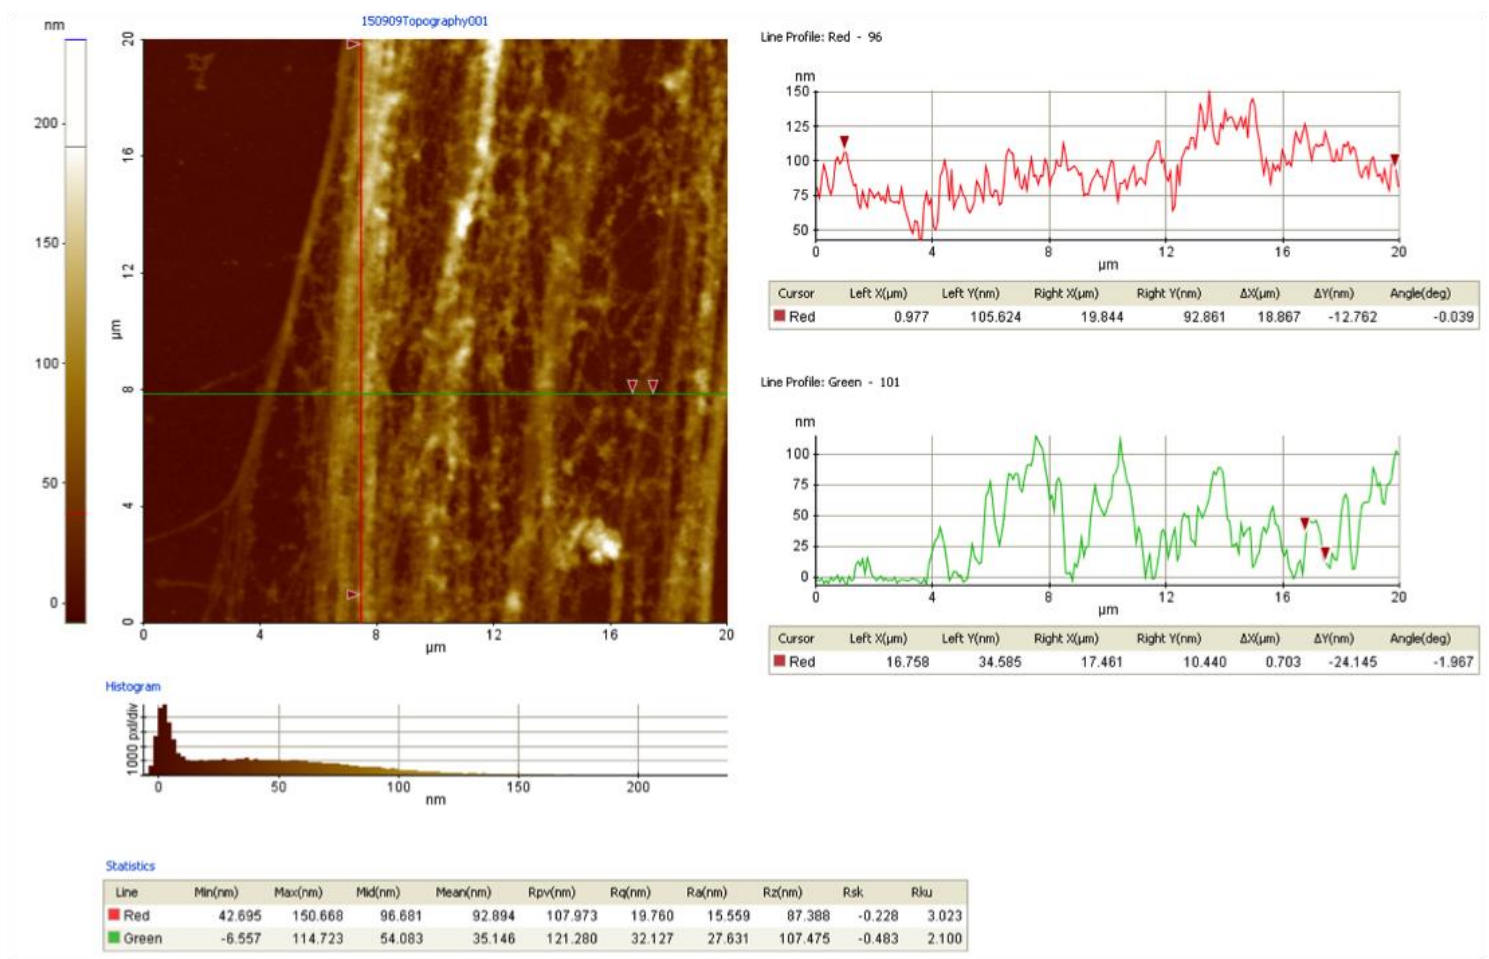 150909Topography001
nm
200
150
100
50
0
20
16
12
8
4
0
µm
0 4 8 12 16 20
µm
Line Profile: Red - 96
nm
150
125
100
75
50
0 4 8 12 16 20
µm
Cursor Left X(µm) Left Y(nm) Right X(µm) Right Y(nm) ΔX(µm) ΔY(nm) Angle(deg)
Red 0.977 105.624 19.844 92.861 18.867 -12.762 -0.039
Line Profile: Green - 101
nm
100
75
50
25
0
0 4 8 12 16 20
µm
Cursor Left X(µm) Left Y(nm) Right X(µm) Right Y(nm) ΔX(µm) ΔY(nm) Angle(deg)
Red 16.758 34.585 17.461 10.440 0.703 -24.145 -1.967
Histogram
1000 pxl/div
0 50 100 150 200
nm
Statistics
Line Min(nm) Max(nm) Mid(nm) Mean(nm) Rpv(nm) Rq(nm) Ra(nm) Rz(nm) Rsk Rku
Red 42.695 150.668 96.681 92.894 107.973 19.760 15.559 87.388 -0.228 3.023
Green -6.557 114.723 54.083 35.146 121.280 32.127 27.631 107.475 -0.483 2.100